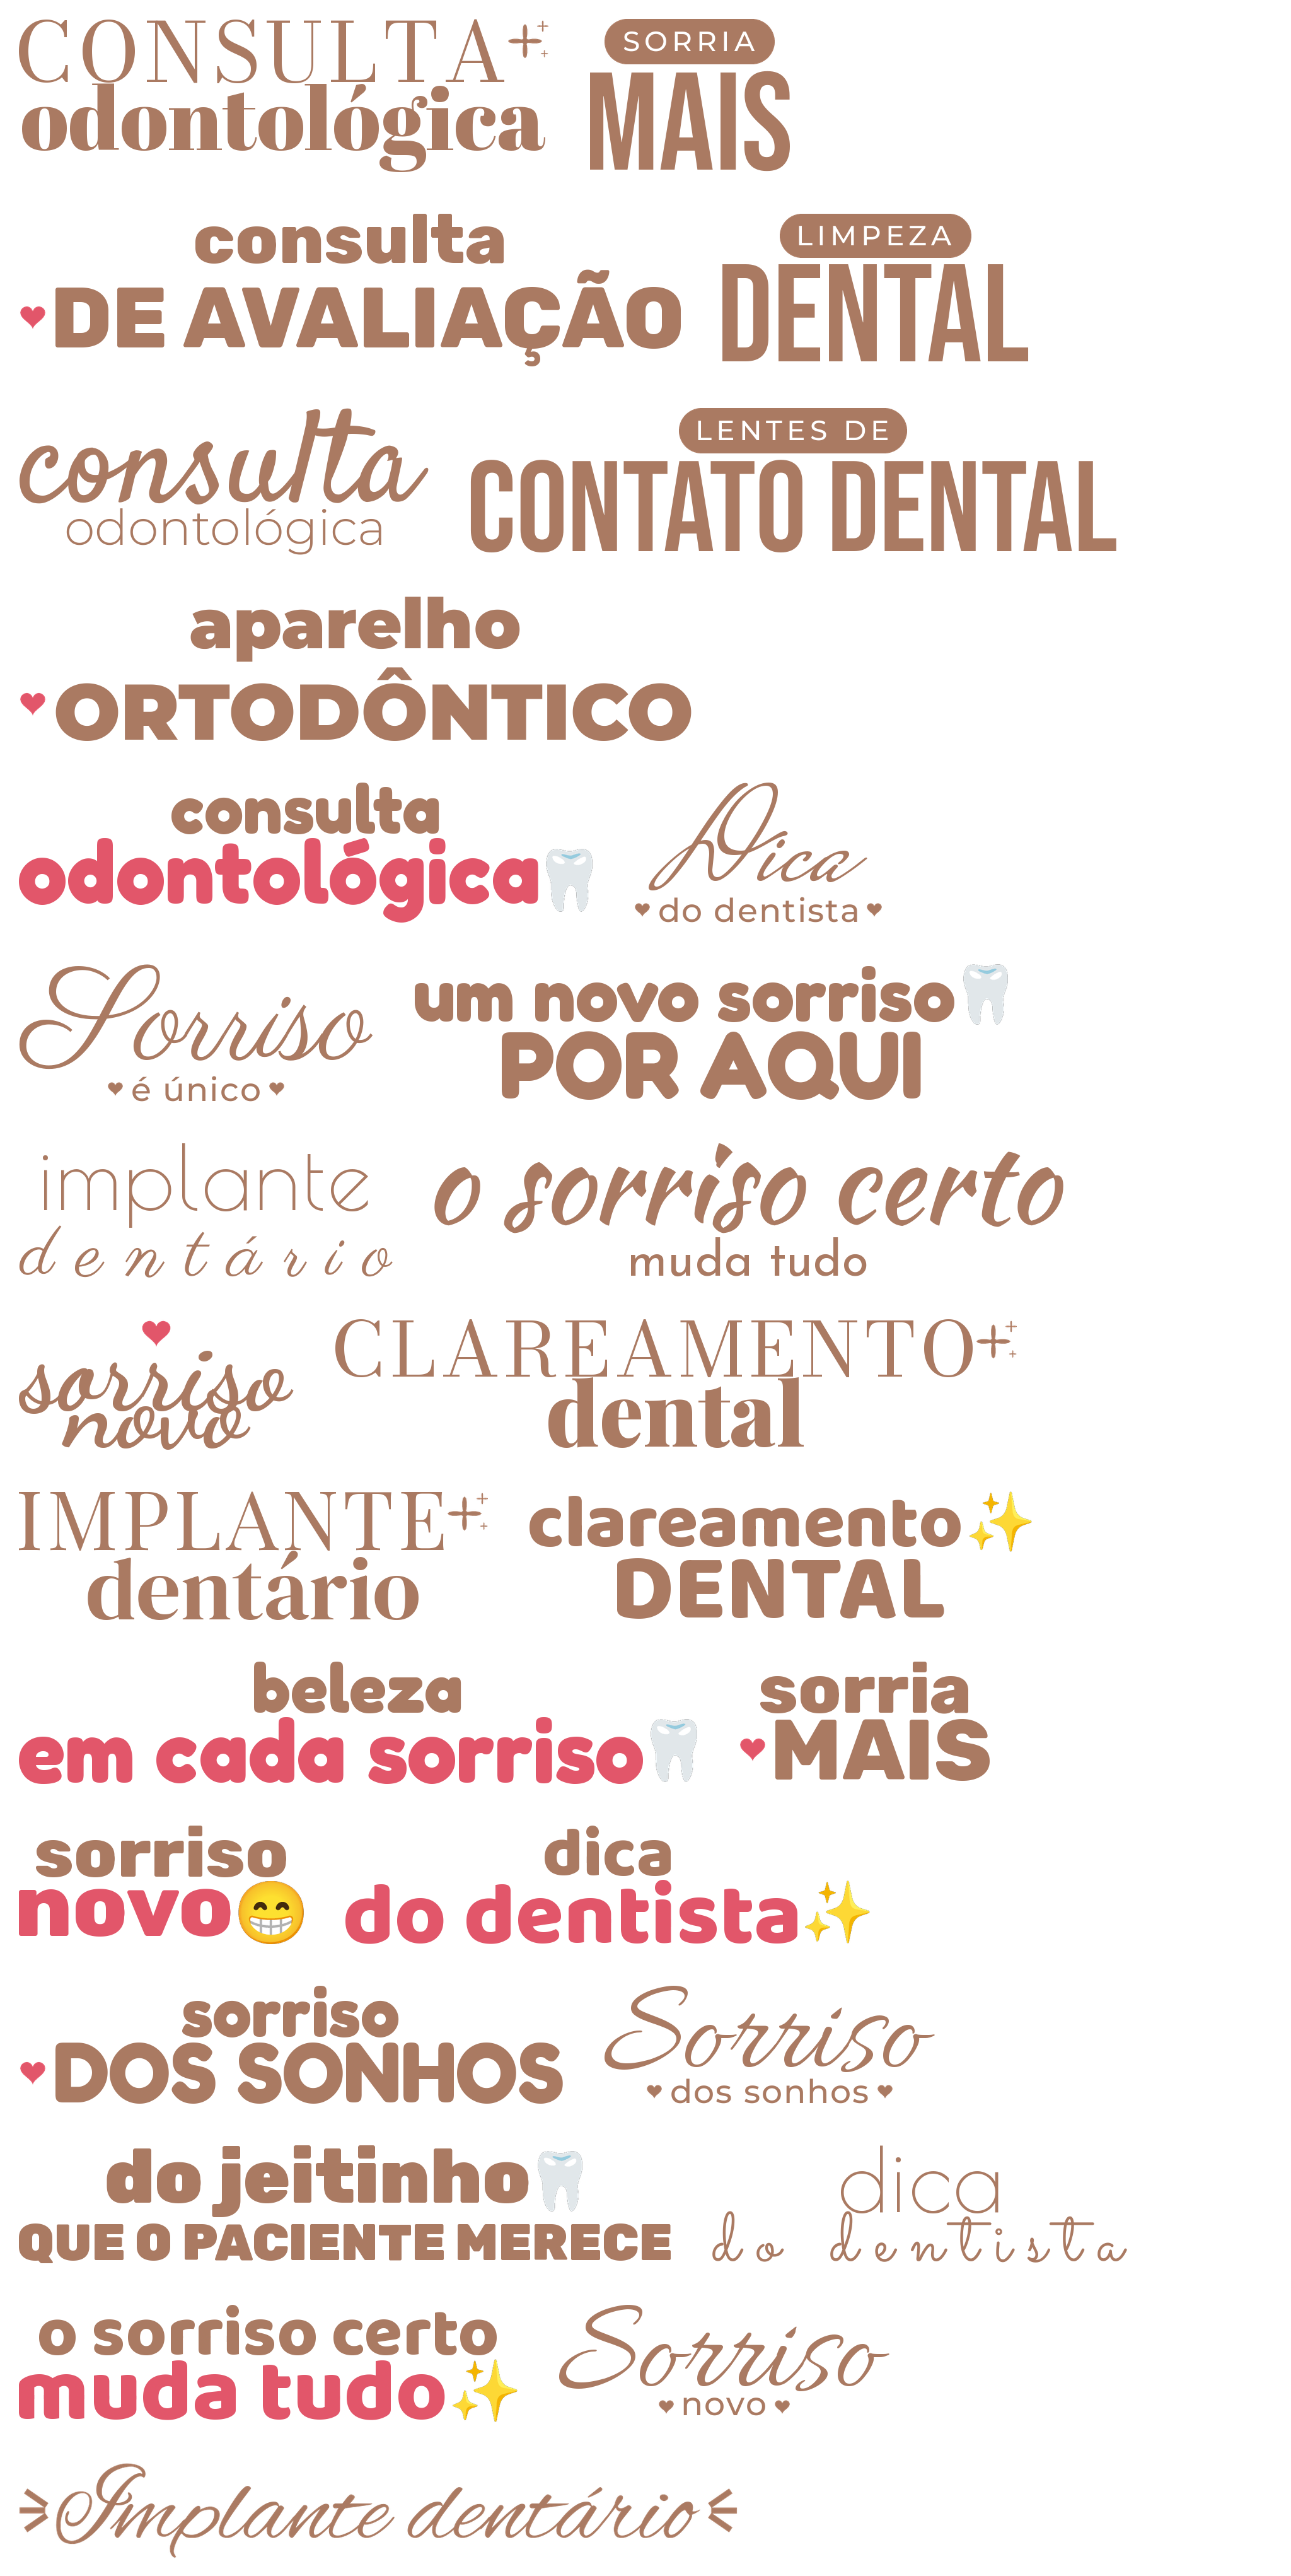 CONSULTA
odontológica
SORRIA
MAIS
consulta
DE AVALIAÇÃO
LIMPEZA
DENTAL
consulta
odontológica
LENTES DE
CONTATO DENTAL
aparelho
ORTODÔNTICO
consulta
odontológica
Dica
do dentista
Sorriso
é único
um novo sorriso
POR AQUI
implante
dentário
o sorriso certo
muda tudo
sorriso
novo
CLAREAMENTO
dental
IMPLANTE
dentário
clareamento
DENTAL
beleza
em cada sorriso
sorria
MAIS
sorriso
novo
dica
do dentista
sorriso
DOS SONHOS
Sorriso
dos sonhos
do jeitinho
QUE O PACIENTE MERECE
dica
do dentista
o sorriso certo
muda tudo
Sorriso
novo
Implante dentário